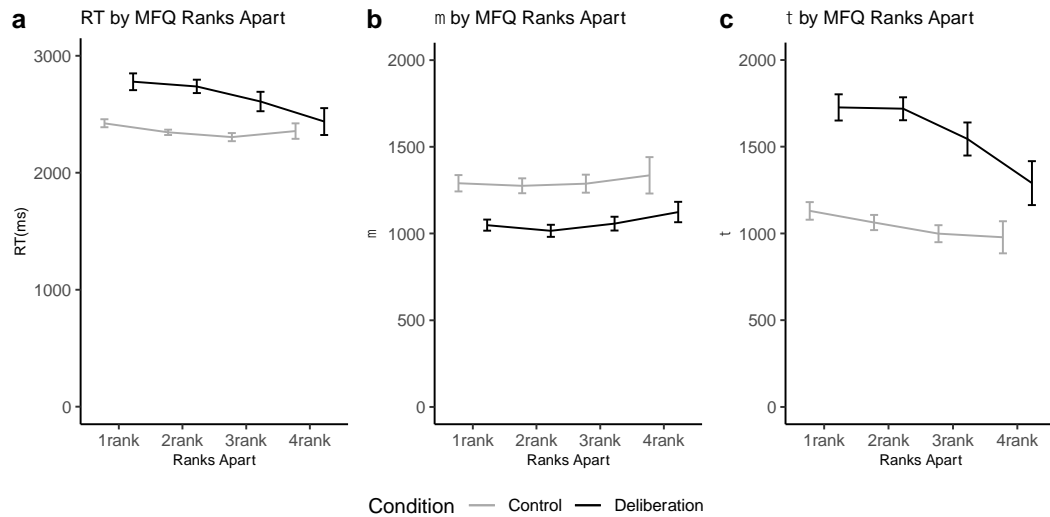 a RT by MFQ Ranks Apart
3000
2000
1000
0
RT(ms)
1rank 2rank 3rank 4rank
Ranks Apart
b m by MFQ Ranks Apart
2000
1500
1000
500
0
m
1rank 2rank 3rank 4rank
Ranks Apart
c t by MFQ Ranks Apart
2000
1500
1000
500
0
t
1rank 2rank 3rank 4rank
Ranks Apart
Condition Control Deliberation